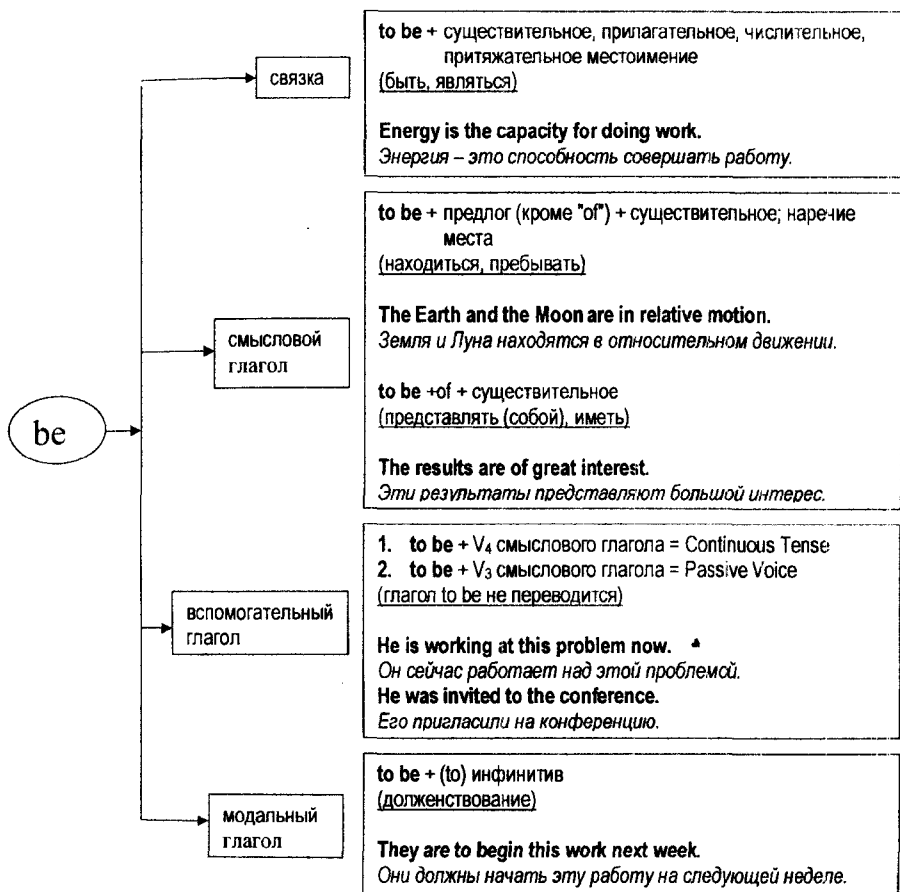 to be + существительное, прилагательное, числительное,
притяжательное местоимение
(быть, являться)
Energy is the capacity for doing work.
Энергия – это способность совершать работу.
связка
to be + предлог (кроме "of") + существительное; наречие
места
(находиться, пребывать)
The Earth and the Moon are in relative motion.
Земля и Луна находятся в относительном движении.
to be +of + существительное
(представлять (собой), иметь)
The results are of great interest.
Эти результаты представляют большой интерес.
смысловой
глагол
be
1. to be + V₄ смыслового глагола = Continuous Tense
2. to be + V₃ смыслового глагола = Passive Voice
(глагол to be не переводится)
He is working at this problem now.
Он сейчас работает над этой проблемой.
He was invited to the conference.
Его пригласили на конференцию.
вспомогательный
глагол
to be + (to) инфинитив
(долженствование)
They are to begin this work next week.
Они должны начать эту работу на следующей неделе.
модальный
глагол